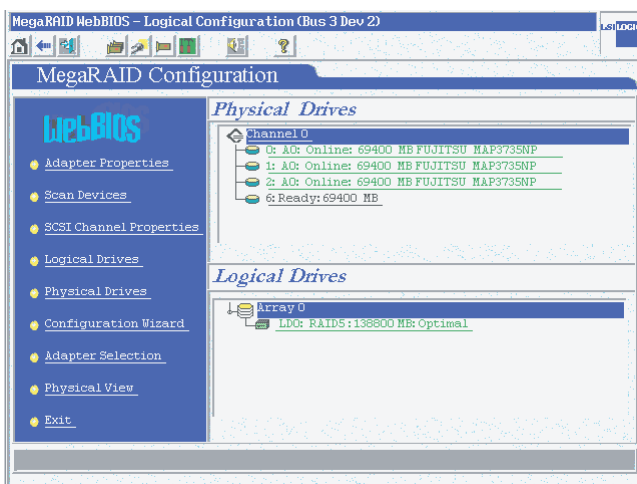 MegaRAID WebBIOS - Logical Configuration (Bus 3 Dev 2)
LSI LOGIC
MegaRAID Configuration
WebBIOS
Adapter Properties
Scan Devices
SCSI Channel Properties
Logical Drives
Physical Drives
Configuration Wizard
Adapter Selection
Physical View
Exit
Physical Drives
Channel 0
0: A0: Online: 69400 MB FUJITSU MAP3735NP
1: A0: Online: 69400 MB FUJITSU MAP3735NP
2: A0: Online: 69400 MB FUJITSU MAP3735NP
6: Ready: 69400 MB
Logical Drives
Array 0
LD0: RAID5: 138800 MB: Optimal